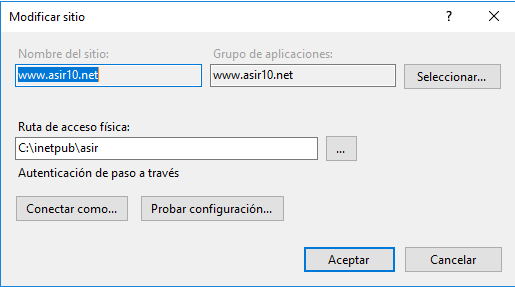 Modificar sitio
?
Nombre del sitio: Grupo de aplicaciones:
www.asir10.net www.asir10.net Seleccionar...
Ruta de acceso física:
C:\inetpub\asir ...
Autenticación de paso a través
Conectar como... Probar configuración...
Aceptar Cancelar